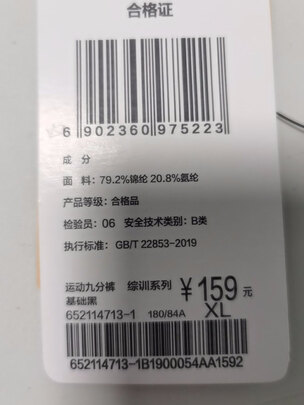 合格证
6 902360 975223
成 分
面 料：79.2%锦纶 20.8%氨纶
产品等级：合格品
检验员：06 安全技术类别：B类
执行标准：GB/T 22853-2019
运动九分裤 综训系列 ¥159元
基础黑
652114713-1 180/84A XL
652114713-1B1900054AA1592